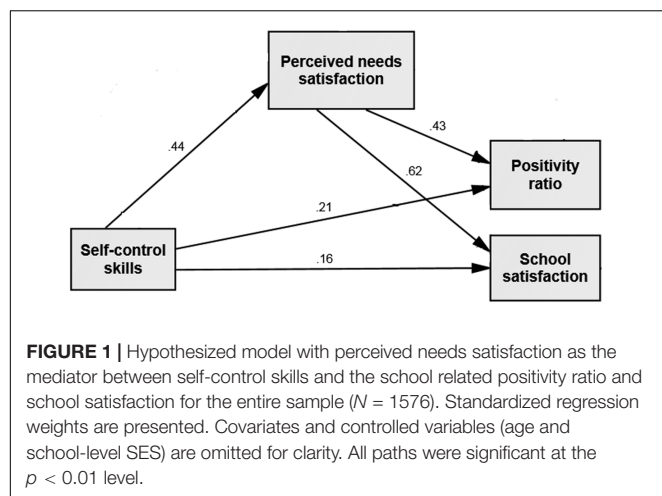 Perceived needs
satisfaction
.44
.43
.62
Positivity
ratio
.21
Self-control
skills
.16
School
satisfaction
FIGURE 1 | Hypothesized model with perceived needs satisfaction as the
mediator between self-control skills and the school related positivity ratio and
school satisfaction for the entire sample (N = 1576). Standardized regression
weights are presented. Covariates and controlled variables (age and
school-level SES) are omitted for clarity. All paths were significant at the
p < 0.01 level.